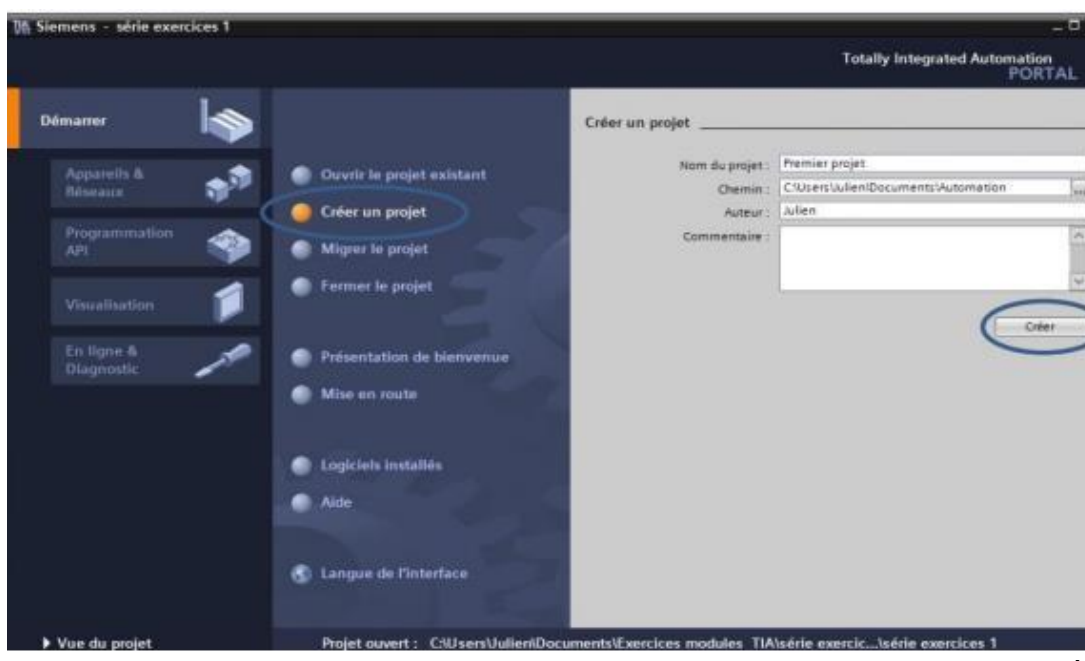 Siemens - série exercices 1
Totally Integrated Automation
PORTAL
Démarrer
Appareils &
Réseaux
Programmation
API
Visualisation
En ligne &
Diagnostic
Ouvrir le projet existant
Créer un projet
Migrer le projet
Fermer le projet
Présentation de bienvenue
Mise en route
Logiciels installés
Aide
Langue de l'interface
Créer un projet
Nom du projet : Premier projet
Chemin : C:\Users\Julien\Documents\Automation ...
Auteur : Julien
Commentaire :
Créer
Vue du projet
Projet ouvert : C:\Users\Julien\Documents\Exercices modules TIA\série exercic...\série exercices 1